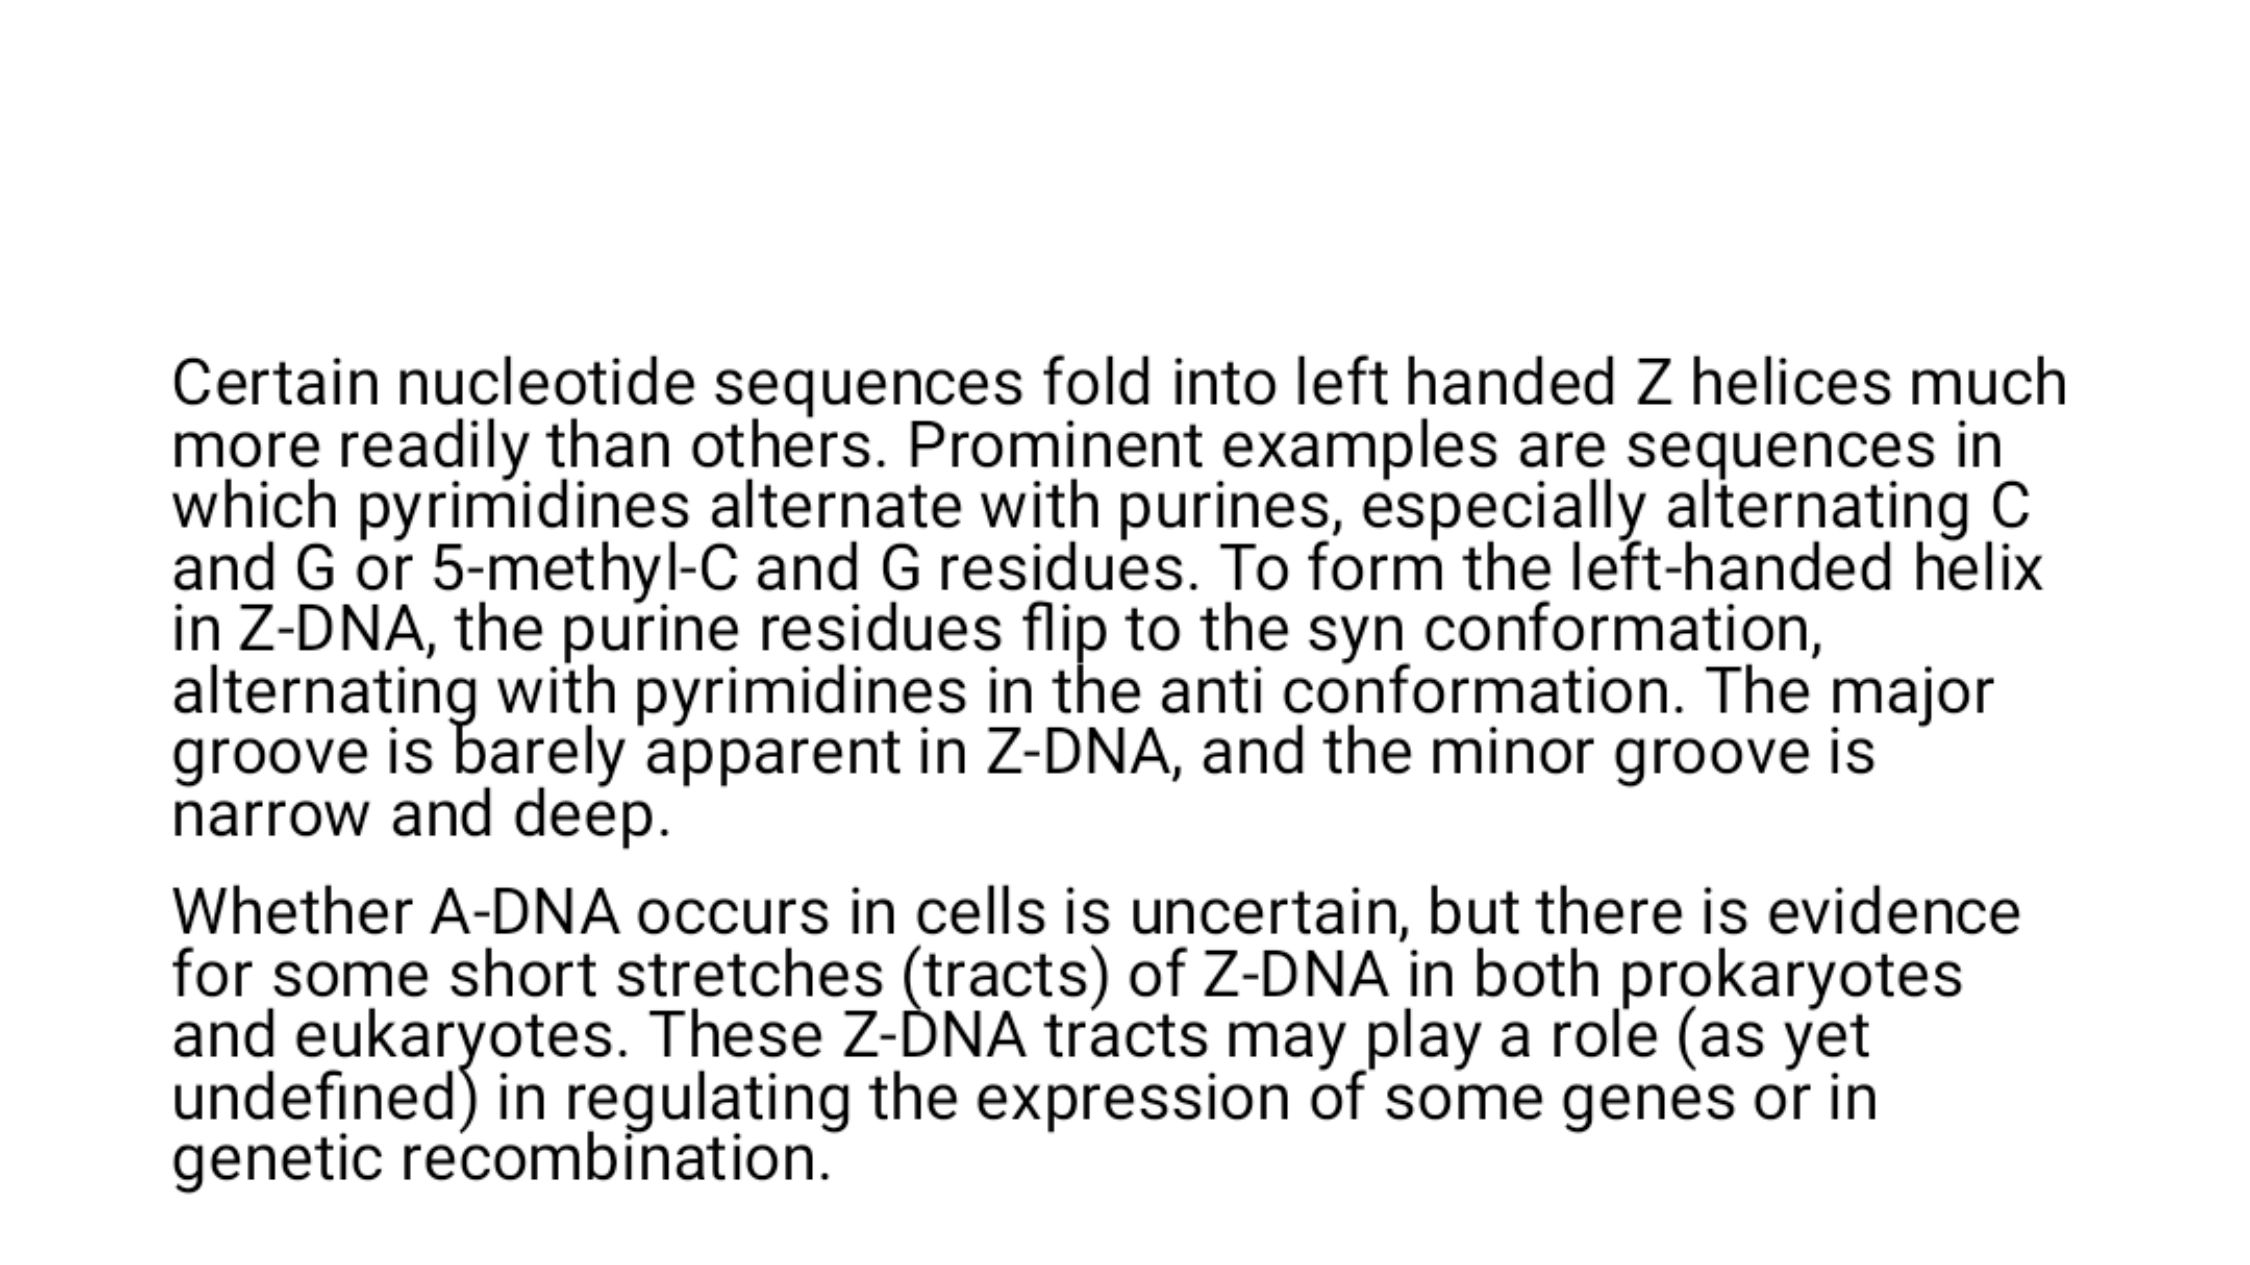 Certain nucleotide sequences fold into left handed Z helices much
more readily than others. Prominent examples are sequences in
which pyrimidines alternate with purines, especially alternating C
and G or 5-methyl-C and G residues. To form the left-handed helix
in Z-DNA, the purine residues flip to the syn conformation,
alternating with pyrimidines in the anti conformation. The major
groove is barely apparent in Z-DNA, and the minor groove is
narrow and deep.
Whether A-DNA occurs in cells is uncertain, but there is evidence
for some short stretches (tracts) of Z-DNA in both prokaryotes
and eukaryotes. These Z-DNA tracts may play a role (as yet
undefined) in regulating the expression of some genes or in
genetic recombination.